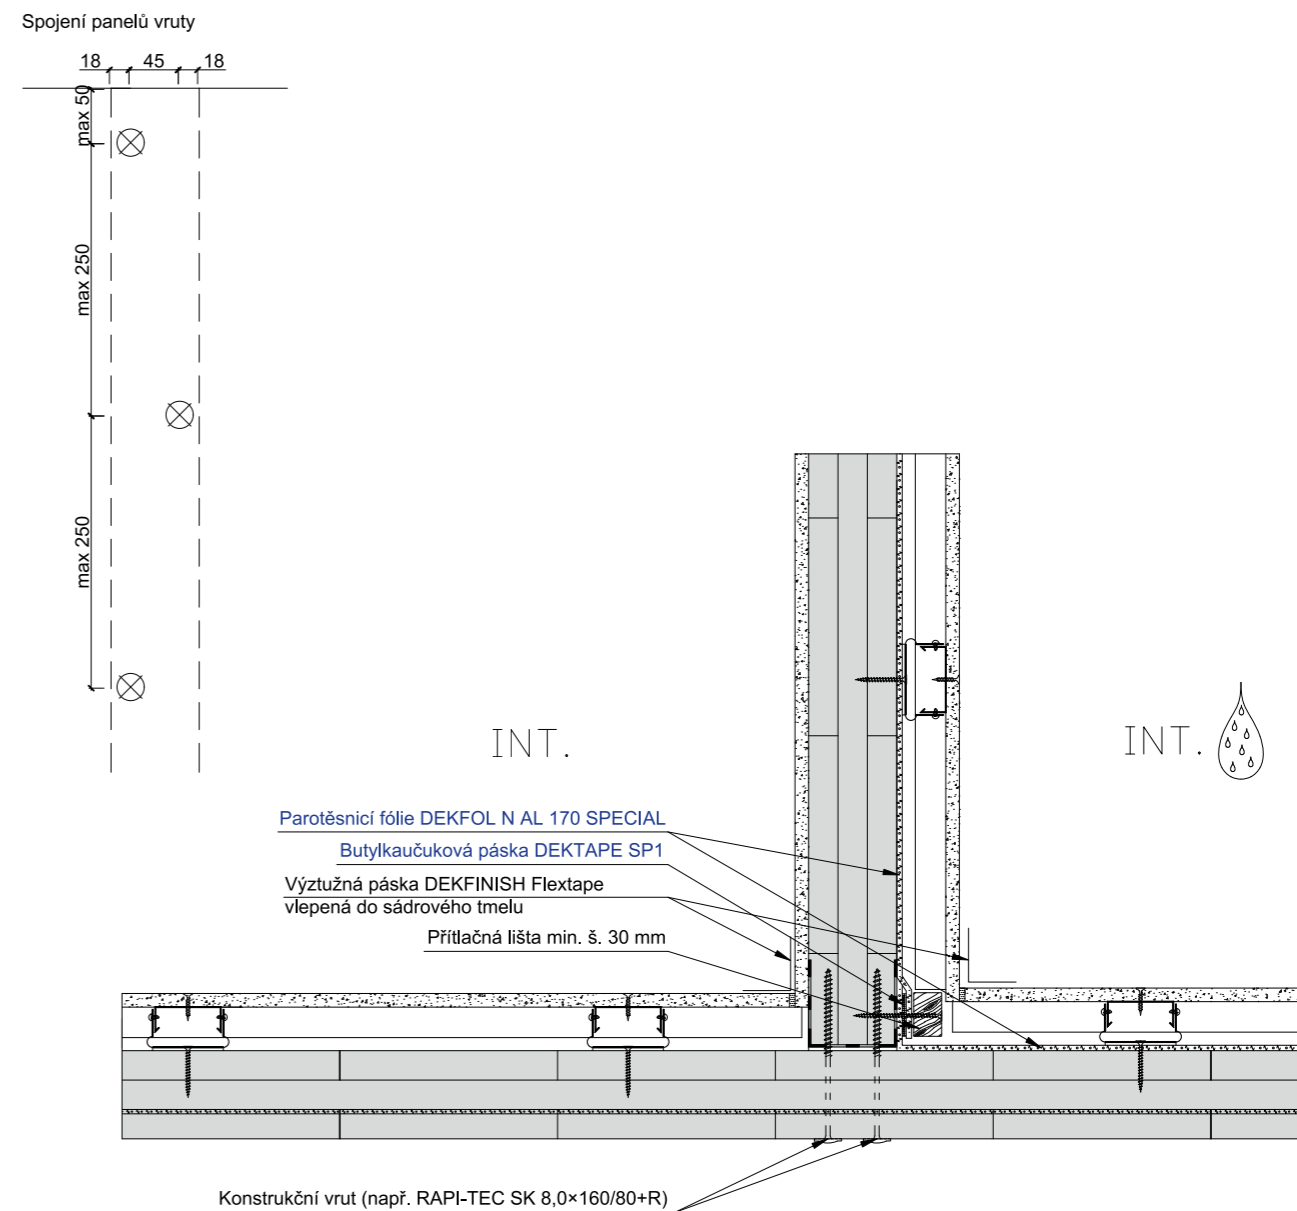 Spojení panelů vruty
18 45 18
max 50
max 250
max 250
INT.
INT.
Parotěsnicí fólie DEKFOL N AL 170 SPECIAL
Butylkaučuková páska DEKTAPE SP1
Výztužná páska DEKFINISH Flextape
vlepená do sádrového tmelu
Přítlačná lišta min. š. 30 mm
Konstrukční vrut (např. RAPI-TEC SK 8,0×160/80+R)